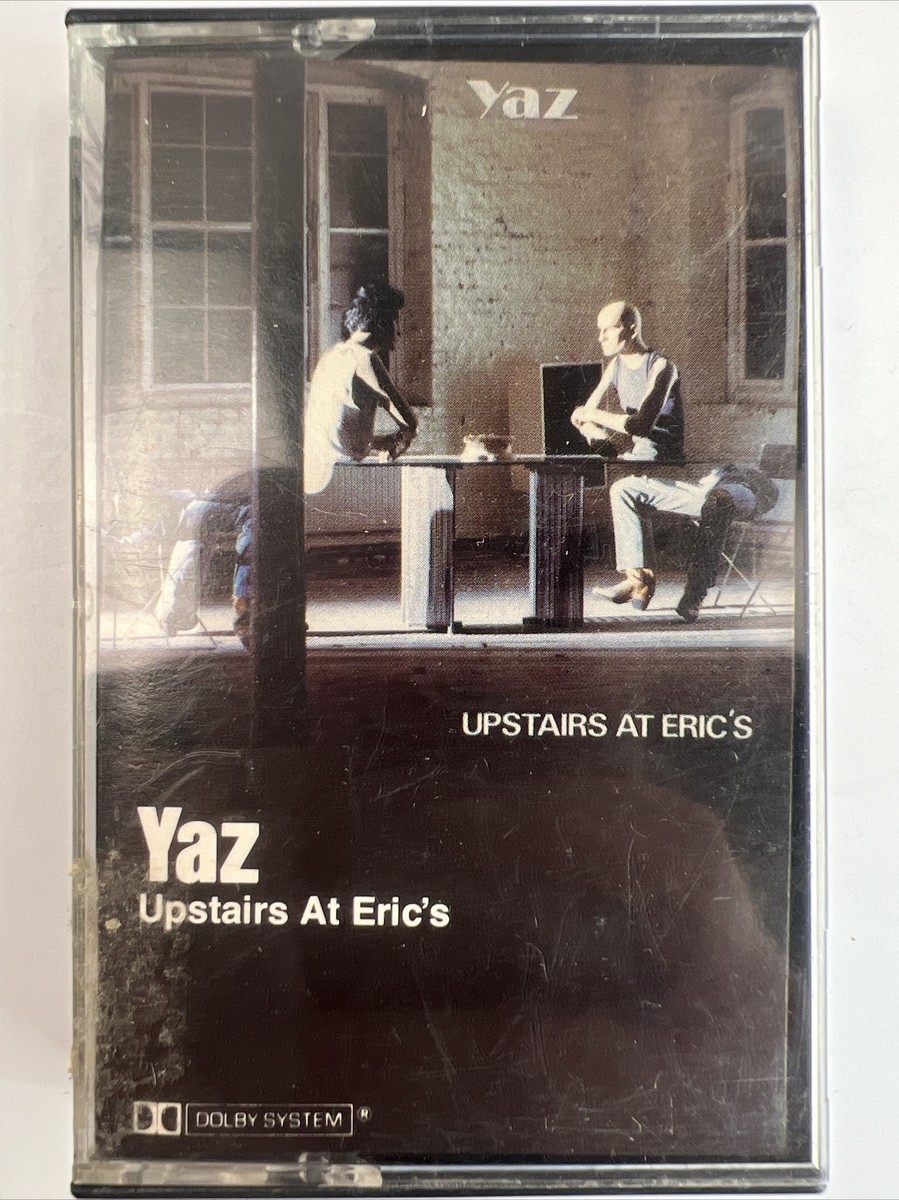 Yaz
UPSTAIRS AT ERIC'S
Yaz
Upstairs At Eric's
DOLBY SYSTEM ®